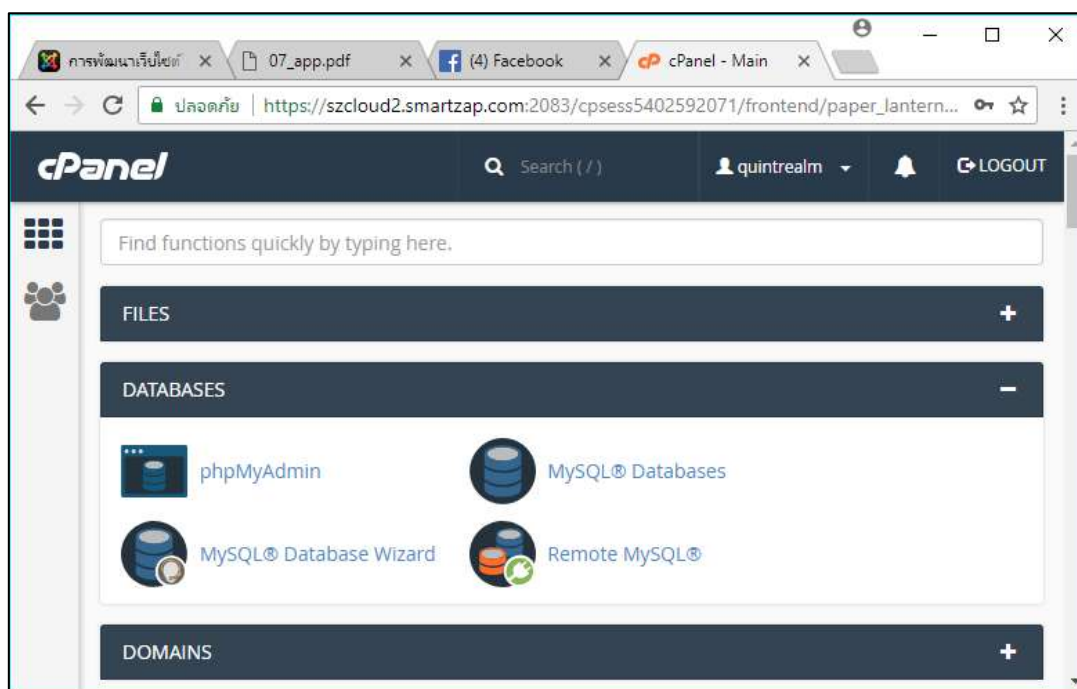 การพัฒนาเว็บไซต์
07_app.pdf
(4) Facebook
cPanel - Main
ปลอดภัย
https://szcloud2.smartzap.com:2083/cpsess5402592071/frontend/paper_lantern...
cPanel
Search ( / )
quintrealm
LOGOUT
Find functions quickly by typing here.
FILES
DATABASES
phpMyAdmin
MySQL® Databases
MySQL® Database Wizard
Remote MySQL®
DOMAINS